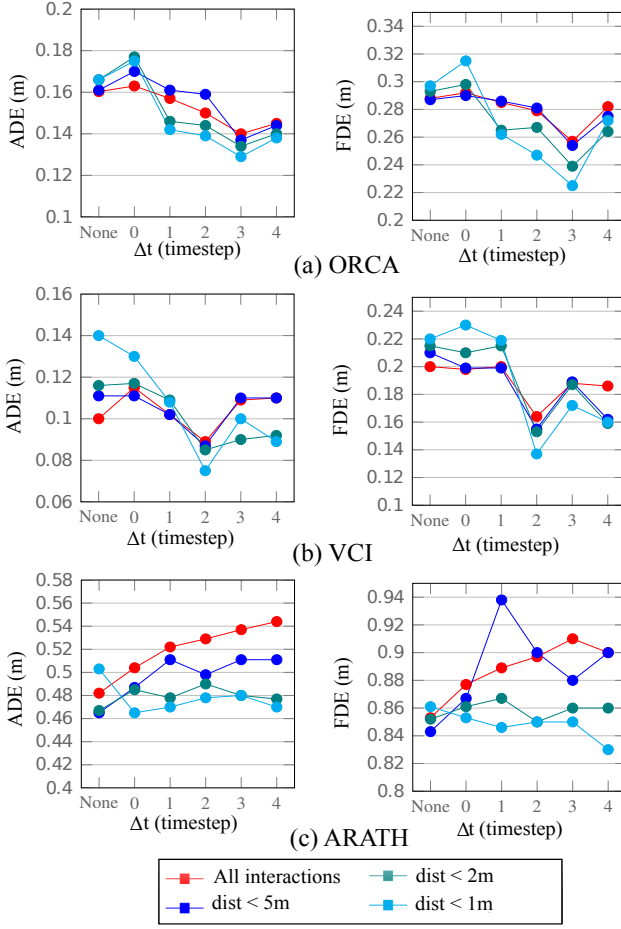 0.2
0.18
0.16
0.14
0.12
0.1
ADE (m)
None 0 1 2 3 4
Δt (timestep)
0.34
0.32
0.3
0.28
0.26
0.24
0.22
0.2
FDE (m)
None 0 1 2 3 4
Δt (timestep)
(a) ORCA
0.16
0.14
0.12
0.1
0.08
0.06
ADE (m)
None 0 1 2 3 4
Δt (timestep)
0.24
0.22
0.2
0.18
0.16
0.14
0.12
0.1
FDE (m)
None 0 1 2 3 4
Δt (timestep)
(b) VCI
0.58
0.56
0.54
0.52
0.5
0.48
0.46
0.44
0.42
0.4
ADE (m)
None 0 1 2 3 4
Δt (timestep)
0.94
0.92
0.9
0.88
0.86
0.84
0.82
0.8
FDE (m)
None 0 1 2 3 4
Δt (timestep)
(c) ARATH
All interactions
dist < 2m
dist < 5m
dist < 1m